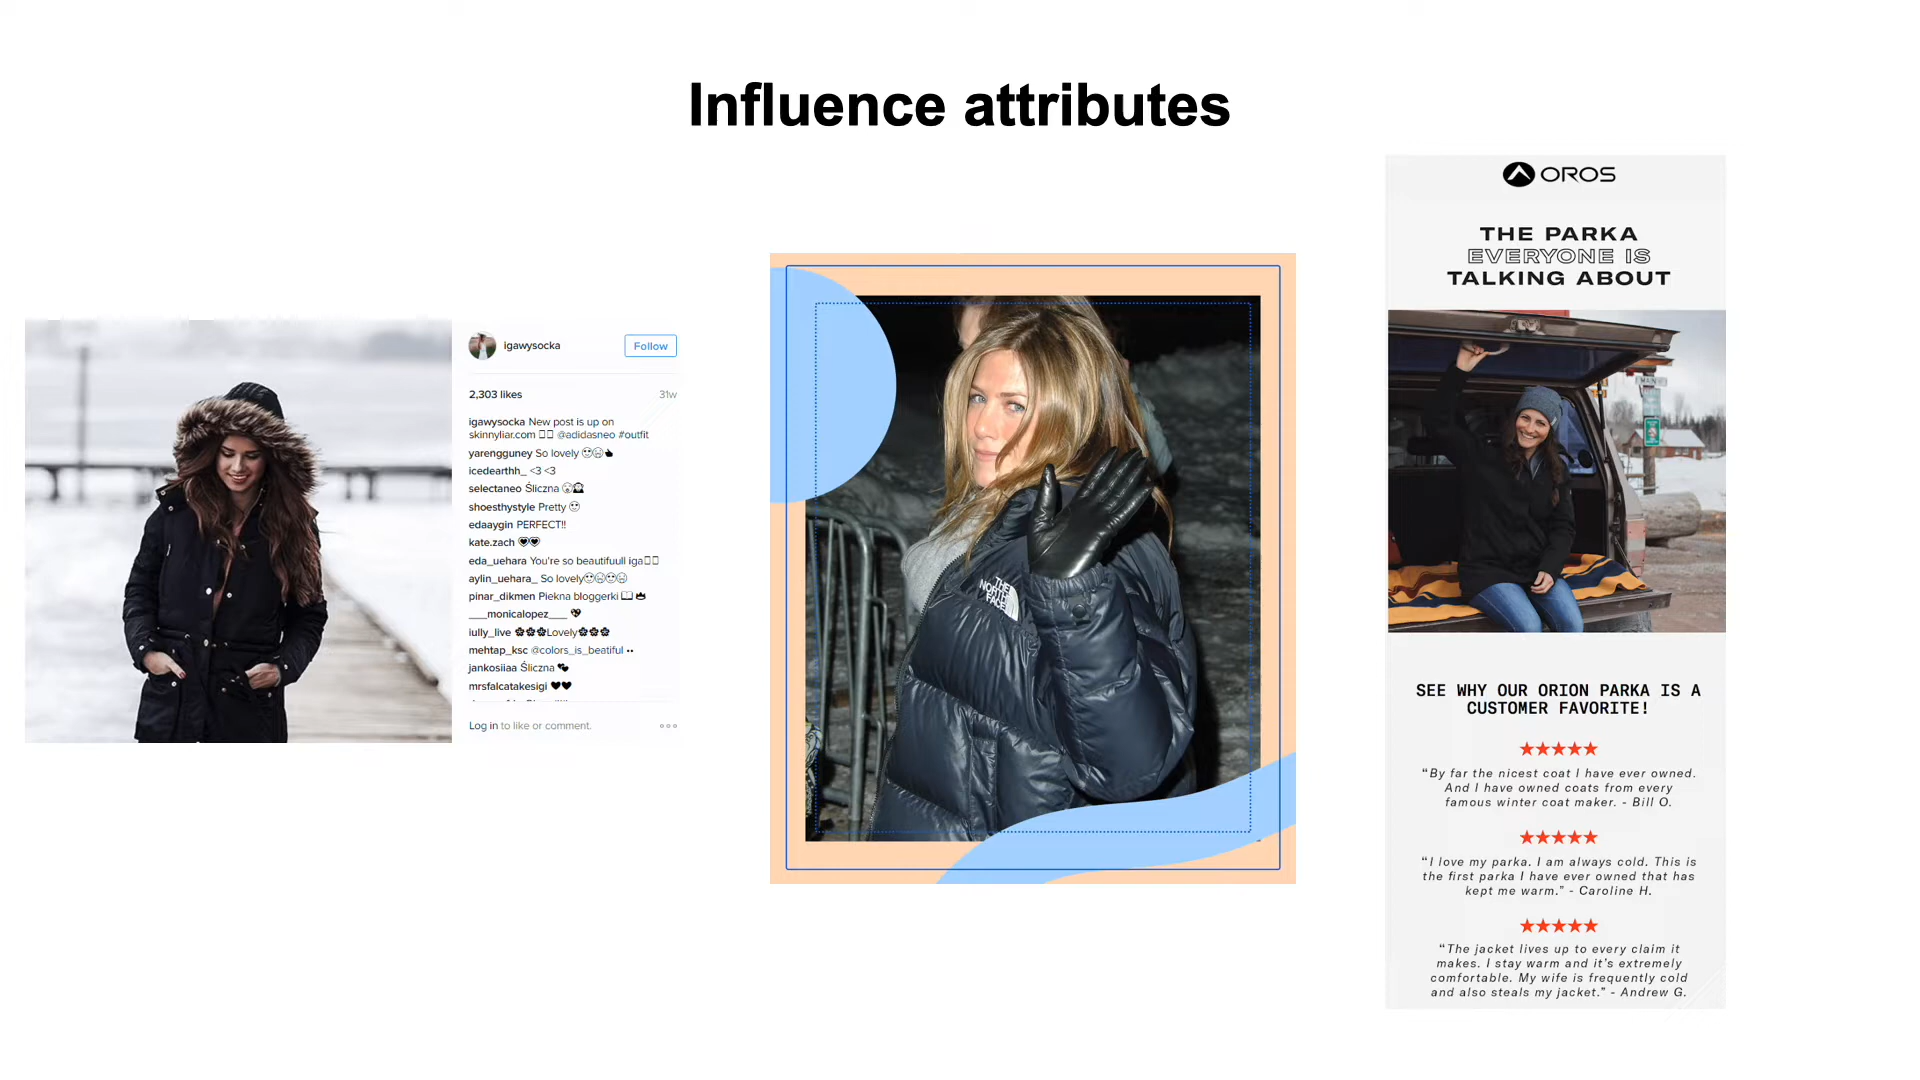 Influence attributes
igawysocka
Follow
2,303 likes
31w
igawysocka New post is up on
skinnyliar.com @adidasneo #outfit
yarengguney So lovely
icedearthh_ <3 <3
selectaneo Śliczna
shoesthystyle Pretty
edaaygin PERFECT!!
kate.zach
eda_uehara You're so beautifuull iga
aylin_uehara_ So lovely
pinar_dikmen Piekna bloggerki
___monicalopez___
iully_live Lovely
mehtap_ksc @colors_is_beatiful ••
jankosiiaa Śliczna
mrsfalcatakesigi
Log in to like or comment.
THE
NORTH
FACE
OROS
THE PARKA
EVERYONE IS
TALKING ABOUT
SEE WHY OUR ORION PARKA IS A
CUSTOMER FAVORITE!
“By far the nicest coat I have ever owned.
And I have owned coats from every
famous winter coat maker. - Bill O.
“I love my parka. I am always cold. This is
the first parka I have ever owned that has
kept me warm.” - Caroline H.
“The jacket lives up to every claim it
makes. I stay warm and it’s extremely
comfortable. My wife is frequently cold
and also steals my jacket.” - Andrew G.